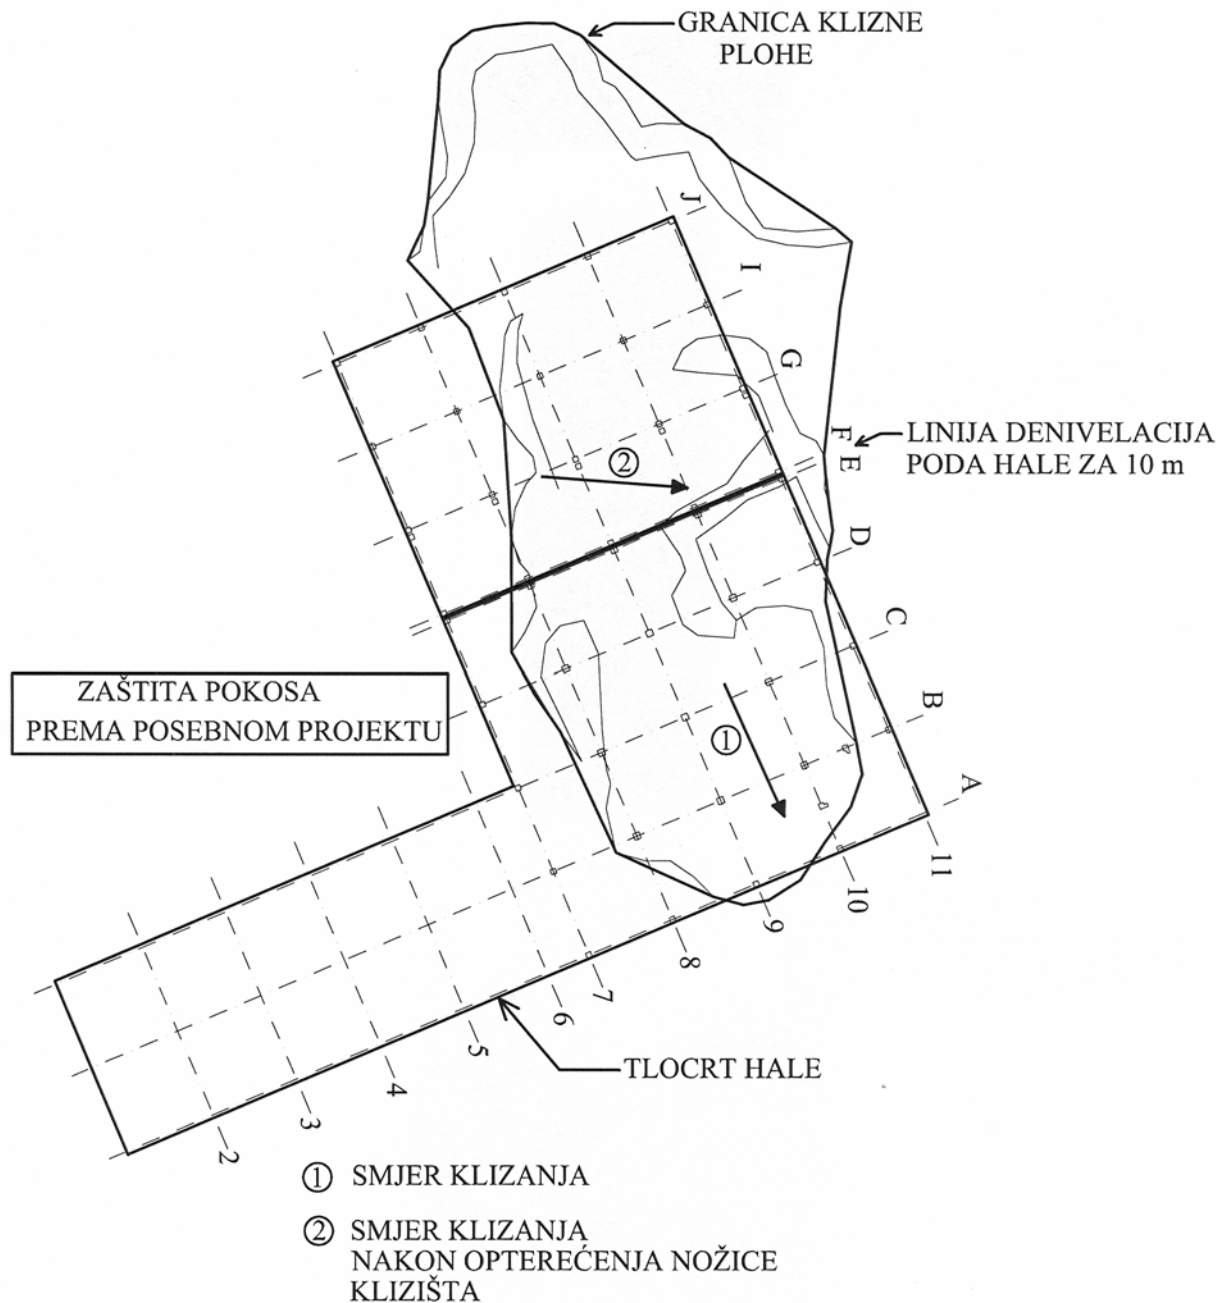 GRANICA KLIZNE
PLOHE
J
I
G
F
E
LINIJA DENIVELACIJA
PODA HALE ZA 10 m
D
C
B
A
②
ZAŠTITA POKOSA
PREMA POSEBNOM PROJEKTU
①
11
10
9
8
7
6
5
4
3
2
TLOCRT HALE
① SMJER KLIZANJA
② SMJER KLIZANJA
NAKON OPTEREĆENJA NOŽICE
KLIZIŠTA